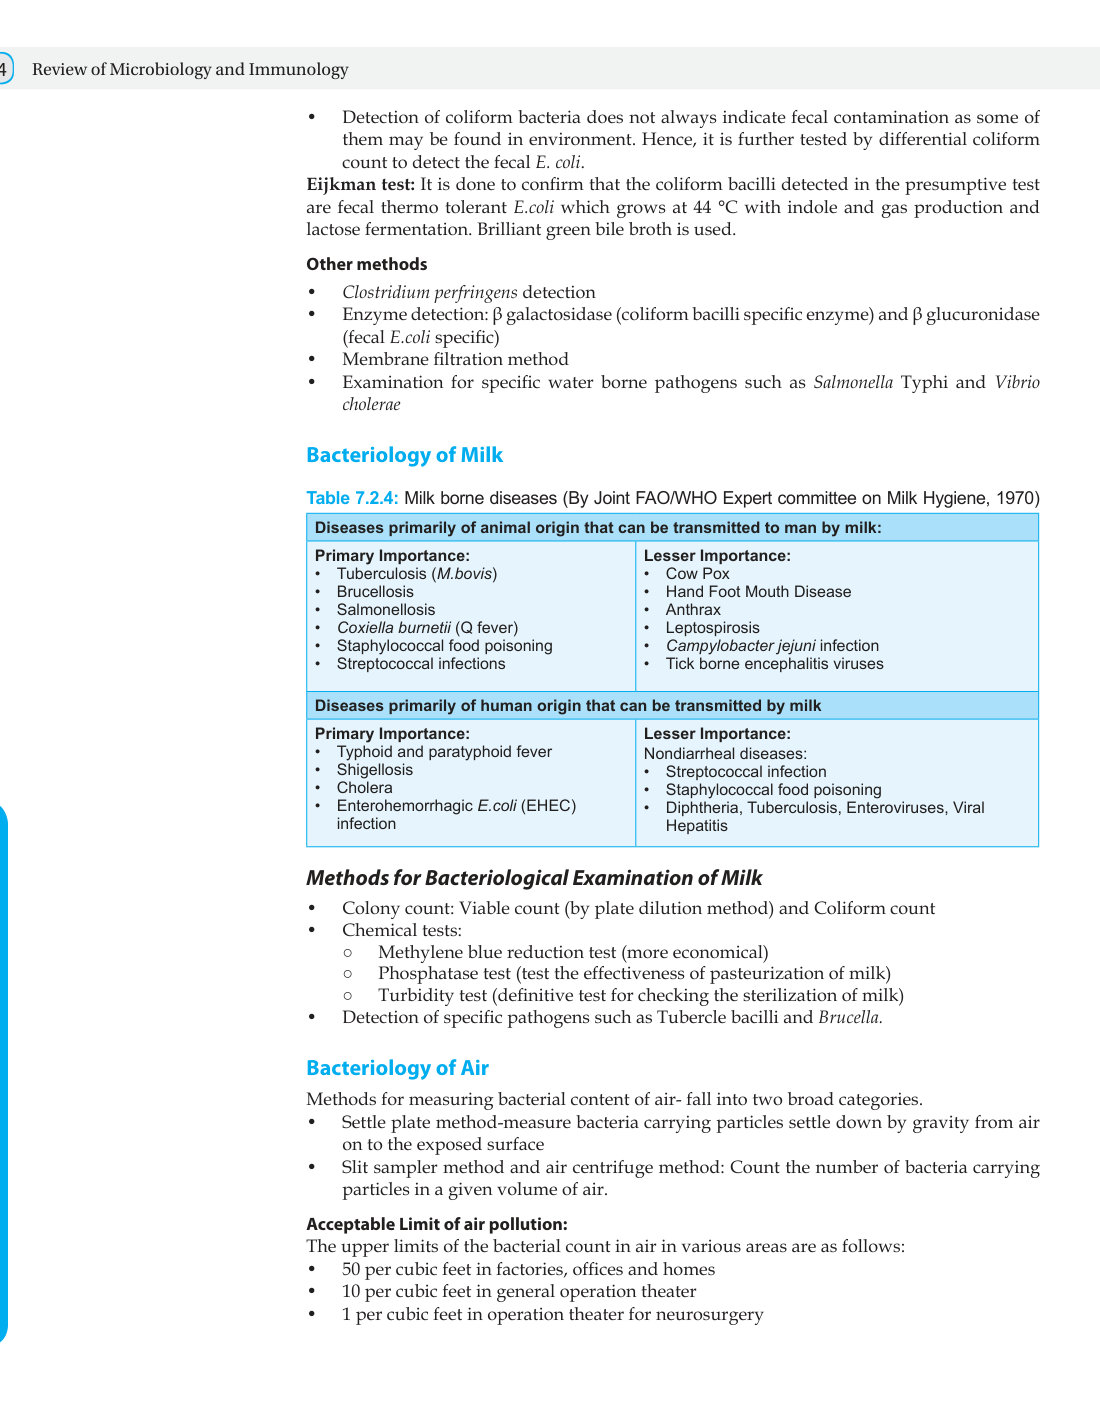 4 Review of Microbiology and Immunology
• Detection of coliform bacteria does not always indicate fecal contamination as some of
them may be found in environment. Hence, it is further tested by differential coliform
count to detect the fecal E. coli.
Eijkman test: It is done to confirm that the coliform bacilli detected in the presumptive test
are fecal thermo tolerant E.coli which grows at 44 °C with indole and gas production and
lactose fermentation. Brilliant green bile broth is used.
Other methods
• Clostridium perfringens detection
• Enzyme detection: β galactosidase (coliform bacilli specific enzyme) and β glucuronidase
(fecal E.coli specific)
• Membrane filtration method
• Examination for specific water borne pathogens such as Salmonella Typhi and Vibrio
cholerae
Bacteriology of Milk
Table 7.2.4: Milk borne diseases (By Joint FAO/WHO Expert committee on Milk Hygiene, 1970)
Diseases primarily of animal origin that can be transmitted to man by milk:
Primary Importance:
• Tuberculosis (M.bovis)
• Brucellosis
• Salmonellosis
• Coxiella burnetii (Q fever)
• Staphylococcal food poisoning
• Streptococcal infections
Lesser Importance:
• Cow Pox
• Hand Foot Mouth Disease
• Anthrax
• Leptospirosis
• Campylobacter jejuni infection
• Tick borne encephalitis viruses
Diseases primarily of human origin that can be transmitted by milk
Primary Importance:
• Typhoid and paratyphoid fever
• Shigellosis
• Cholera
• Enterohemorrhagic E.coli (EHEC)
infection
Lesser Importance:
Nondiarrheal diseases:
• Streptococcal infection
• Staphylococcal food poisoning
• Diphtheria, Tuberculosis, Enteroviruses, Viral
Hepatitis
Methods for Bacteriological Examination of Milk
• Colony count: Viable count (by plate dilution method) and Coliform count
• Chemical tests:
○ Methylene blue reduction test (more economical)
○ Phosphatase test (test the effectiveness of pasteurization of milk)
○ Turbidity test (definitive test for checking the sterilization of milk)
• Detection of specific pathogens such as Tubercle bacilli and Brucella.
Bacteriology of Air
Methods for measuring bacterial content of air- fall into two broad categories.
• Settle plate method-measure bacteria carrying particles settle down by gravity from air
on to the exposed surface
• Slit sampler method and air centrifuge method: Count the number of bacteria carrying
particles in a given volume of air.
Acceptable Limit of air pollution:
The upper limits of the bacterial count in air in various areas are as follows:
• 50 per cubic feet in factories, offices and homes
• 10 per cubic feet in general operation theater
• 1 per cubic feet in operation theater for neurosurgery